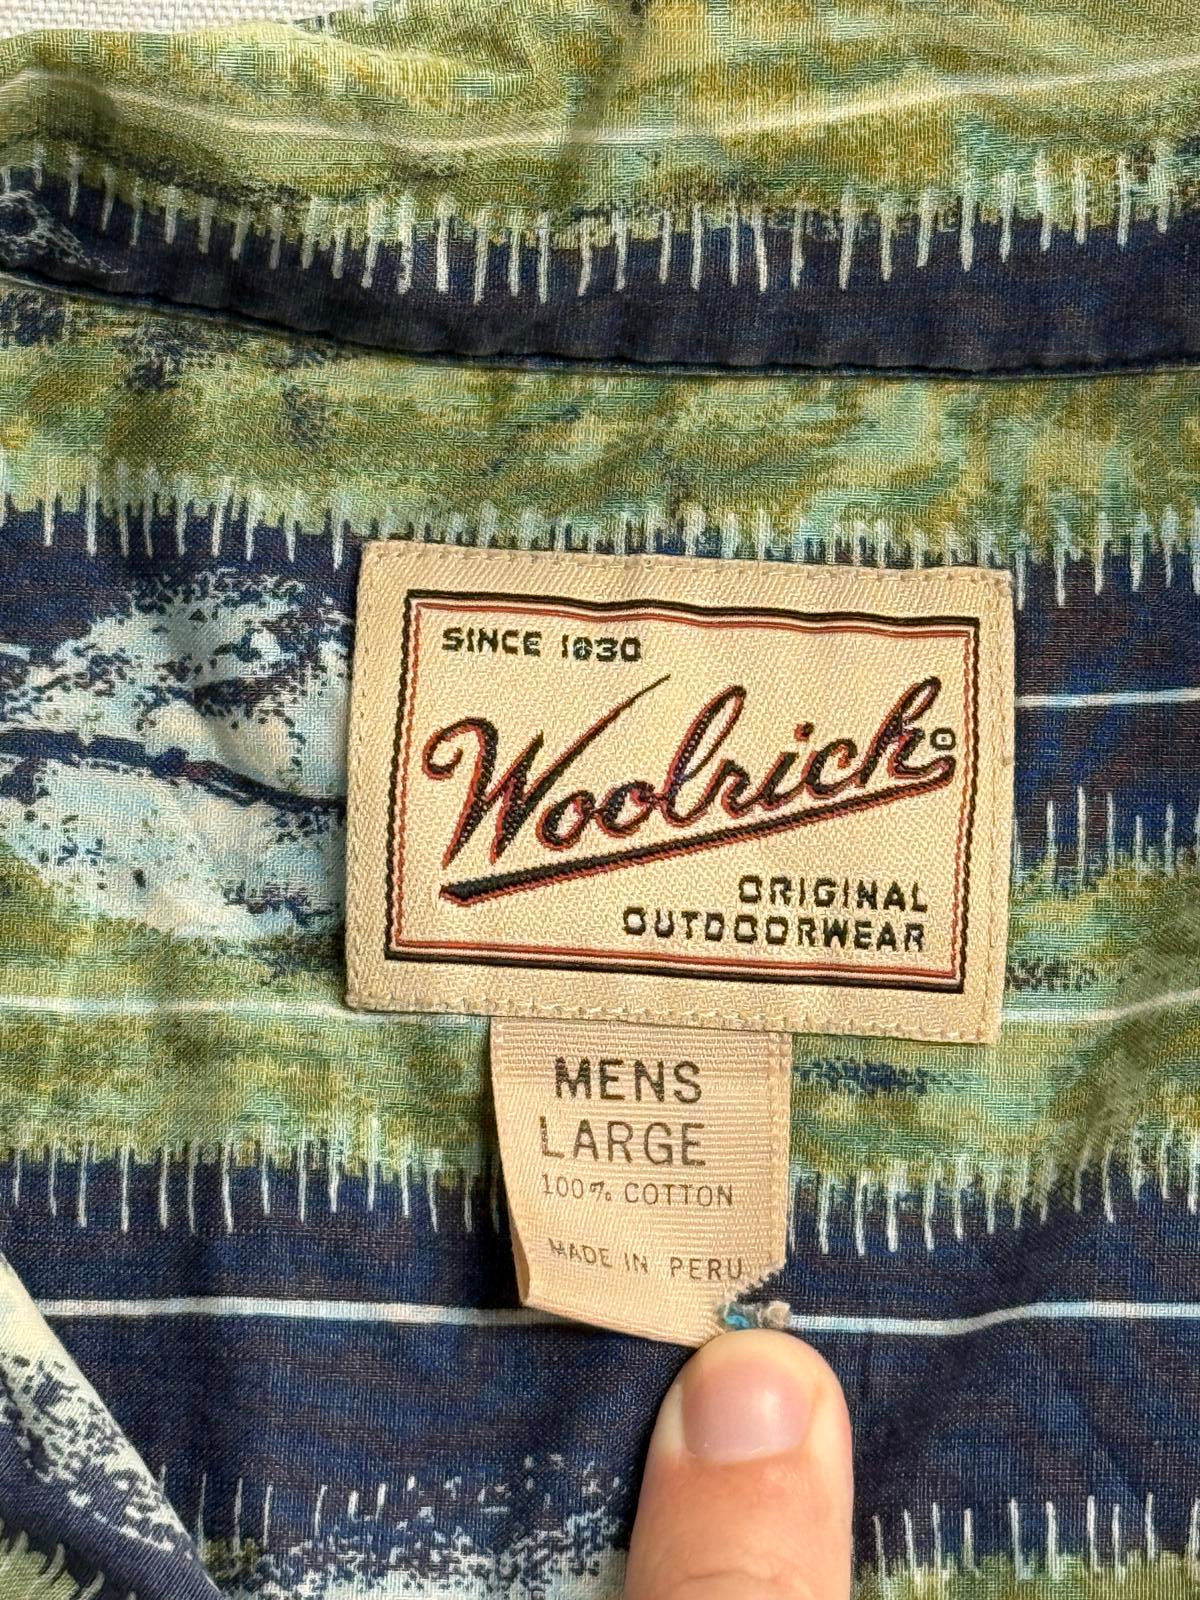 SINCE 1830
Woolrich®
ORIGINAL
OUTDOORWEAR
MENS
LARGE
100% COTTON
MADE IN PERU